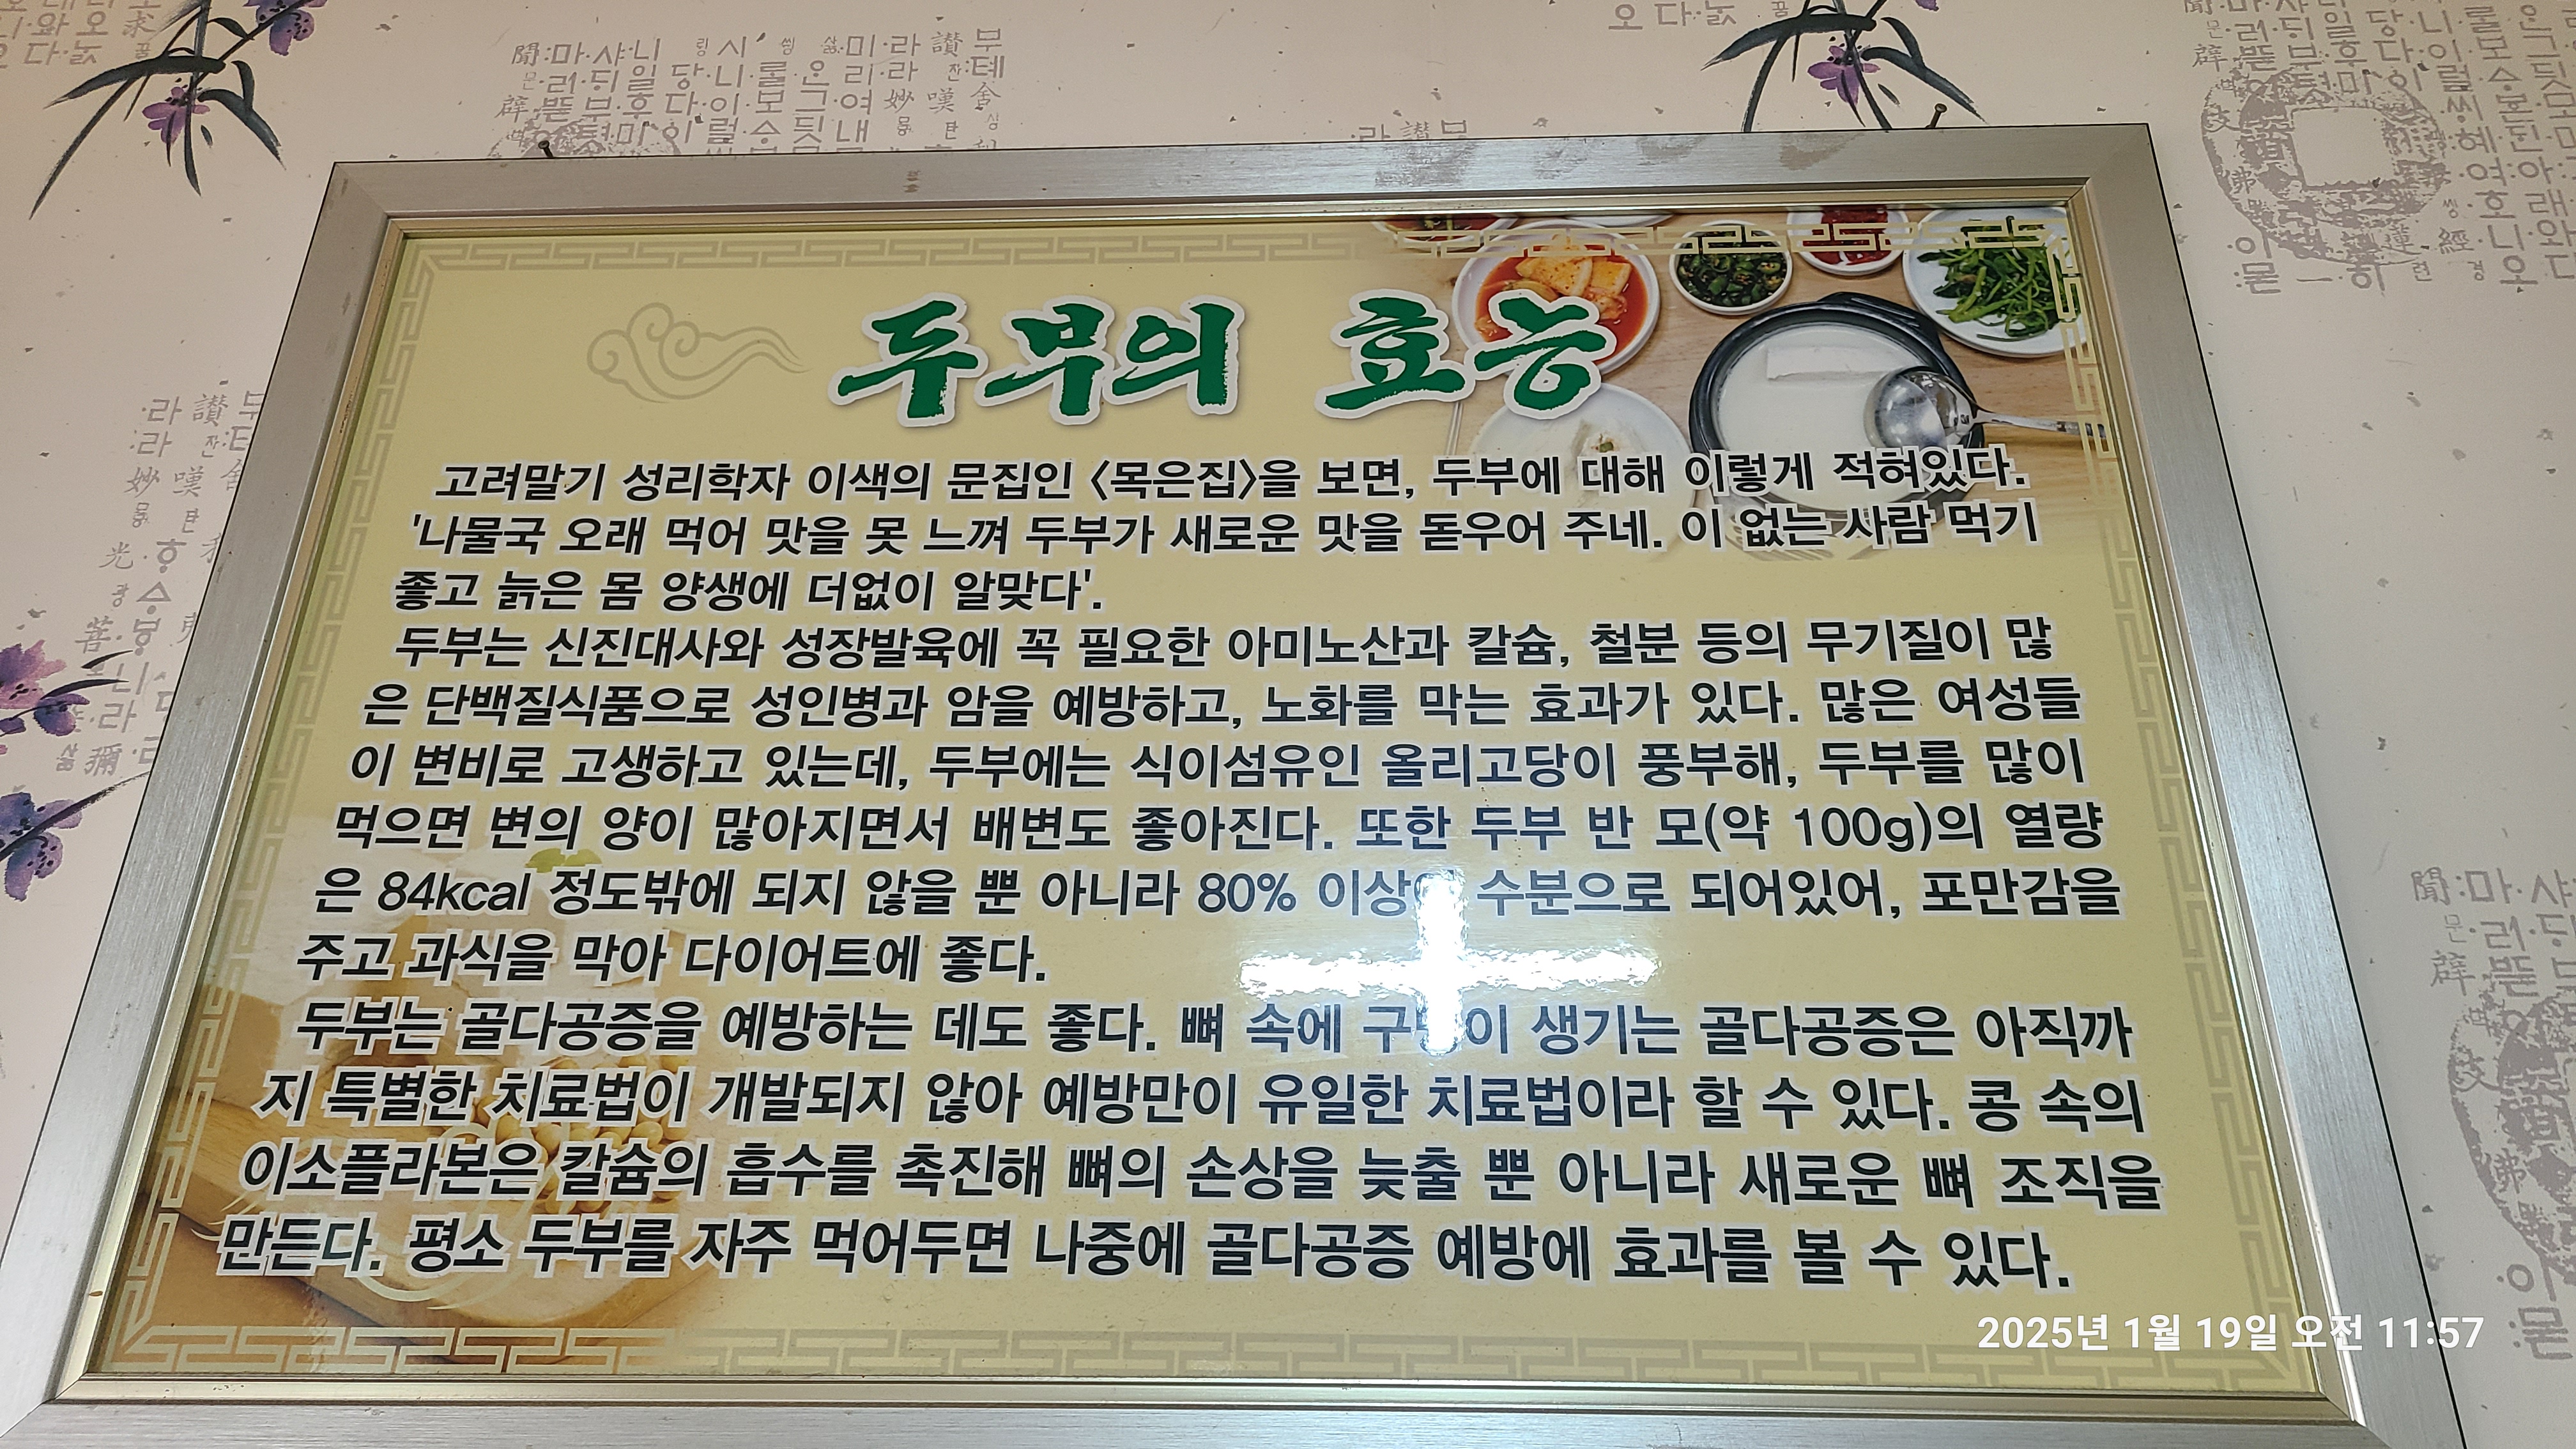 두부의 효능
고려말기 성리학자 이색의 문집인 <목은집>을 보면, 두부에 대해 이렇게 적혀있다.
'나물국 오래 먹어 맛을 못 느껴 두부가 새로운 맛을 돋우어 주네. 이 없는 사람 먹기
좋고 늙은 몸 양생에 더없이 알맞다'.
두부는 신진대사와 성장발육에 꼭 필요한 아미노산과 칼슘, 철분 등의 무기질이 많
은 단백질식품으로 성인병과 암을 예방하고, 노화를 막는 효과가 있다. 많은 여성들
이 변비로 고생하고 있는데, 두부에는 식이섬유인 올리고당이 풍부해, 두부를 많이
먹으면 변의 양이 많아지면서 배변도 좋아진다. 또한 두부 반 모(약 100g)의 열량
은 84kcal 정도밖에 되지 않을 뿐 아니라 80% 수분으로 되어있어, 포만감을
주고 과식을 막아 다이어트에 좋다.
두부는 골다공증을 예방하는 데도 좋다. 뼈 속에 생기는 골다공증은 아직까
지 특별한 치료법이 개발되지 않아 예방만이 유일한 치료법이라 할 수 있다. 콩 속의
이소플라본은 칼슘의 흡수를 촉진해 뼈의 손상을 늦출 뿐 아니라 새로운 뼈 조직을
만든다. 평소 두부를 자주 먹어두면 나중에 골다공증 예방에 효과를 볼 수 있다.
2025년 1월 19일 오전 11:57